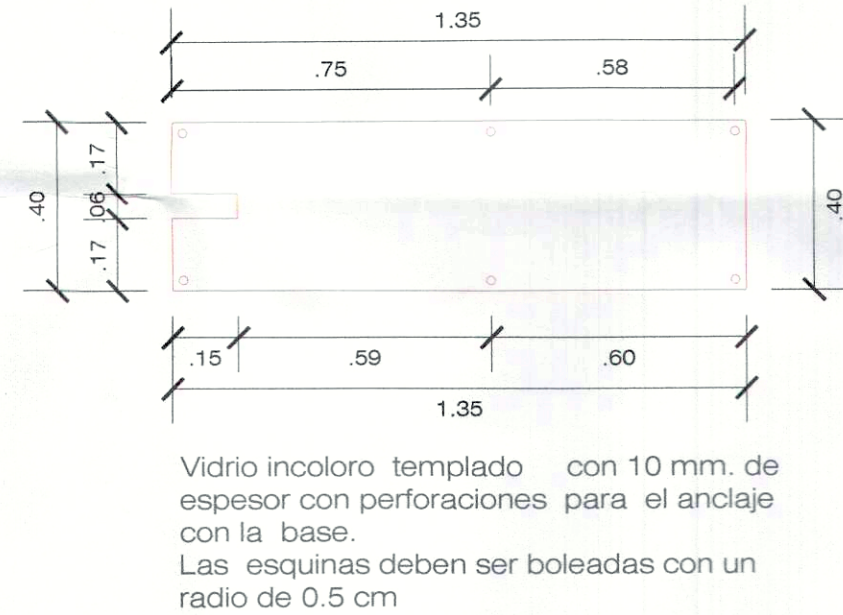 1.35
.75
.58
.17
.40
.06
.17
.40
.15
.59
.60
1.35
Vidrio incoloro templado con 10 mm. de
espesor con perforaciones para el anclaje
con la base.
Las esquinas deben ser boleadas con un
radio de 0.5 cm